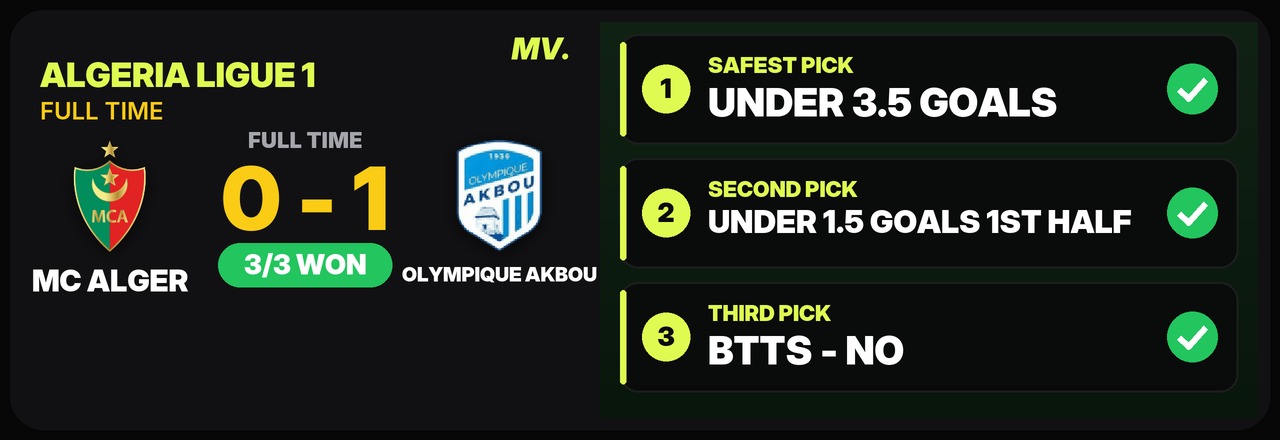 MV.
ALGERIA LIGUE 1
FULL TIME
FULL TIME
0 - 1
3/3 WON
MCA
MC ALGER
1936
OLYMPIQUE
AKBOU
OLYMPIQUE AKBOU
1
SAFEST PICK
UNDER 3.5 GOALS
2
SECOND PICK
UNDER 1.5 GOALS 1ST HALF
3
THIRD PICK
BTTS - NO